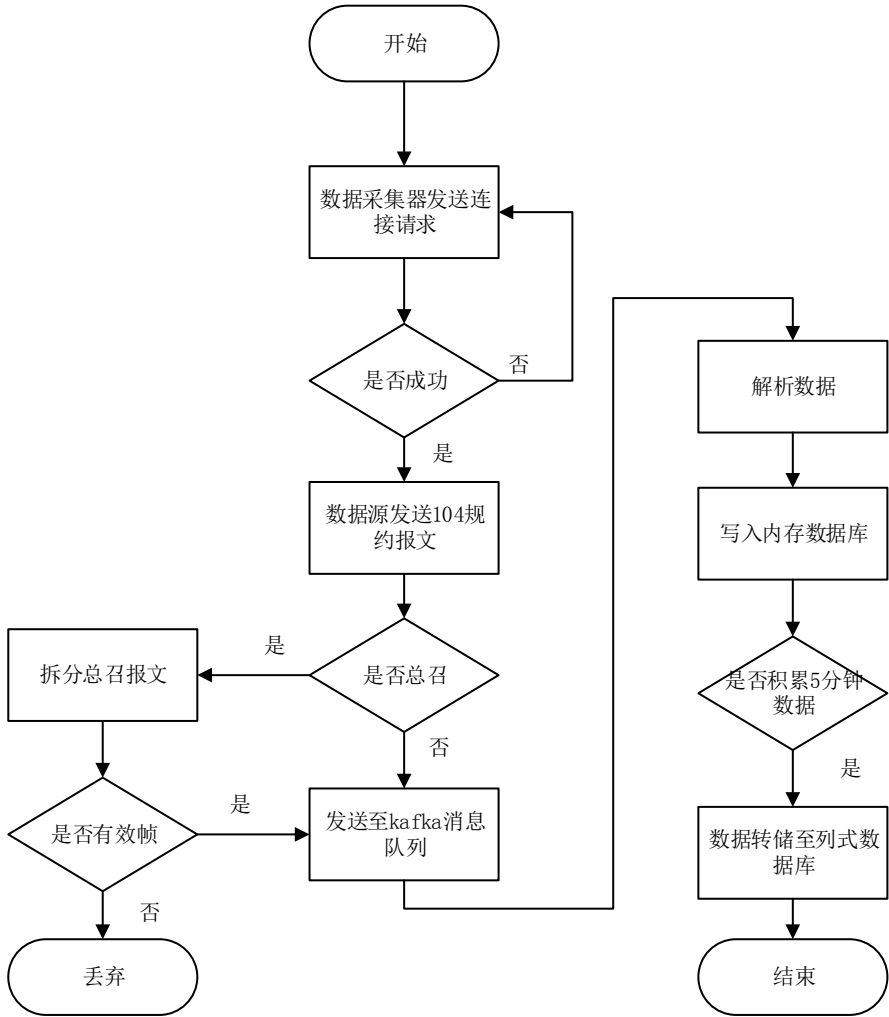 开始
数据采集器发送连
接请求
是否成功
否
是
数据源发送104规
约报文
是否总召
是
否
拆分总召报文
是否有效帧
是
否
丢弃
发送至kafka消息
队列
解析数据
写入内存数据库
是否积累5分钟
数据
是
数据转储至列式数
据库
结束